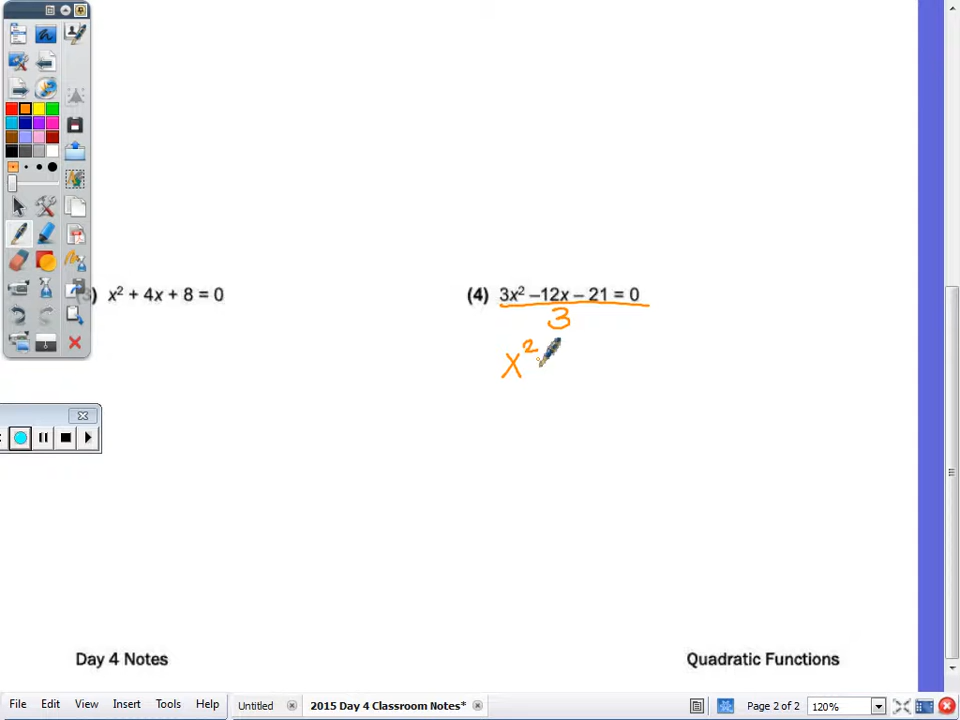 (3) x² + 4x + 8 = 0
(4) 3x² –12x – 21 = 0
3
x²
Day 4 Notes
Quadratic Functions
File Edit View Insert Tools Help Untitled 2015 Day 4 Classroom Notes* Page 2 of 2 120%